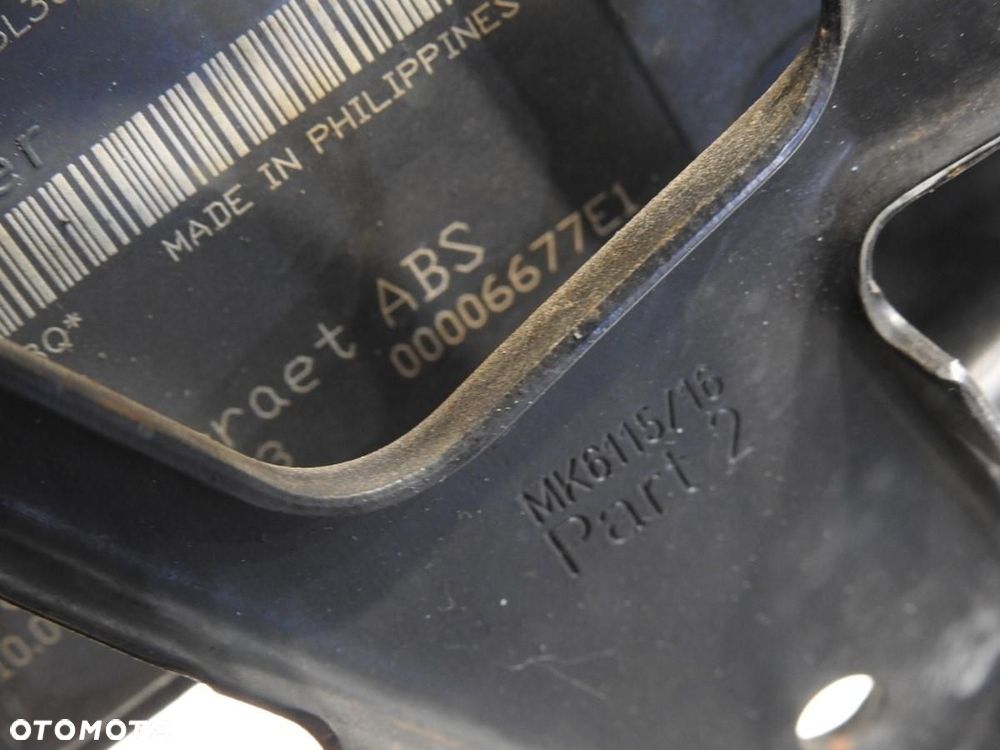 MADE IN PHILIPPINES
ABS
00006677E1
MK6115/16
Part 2
OTOMOTO